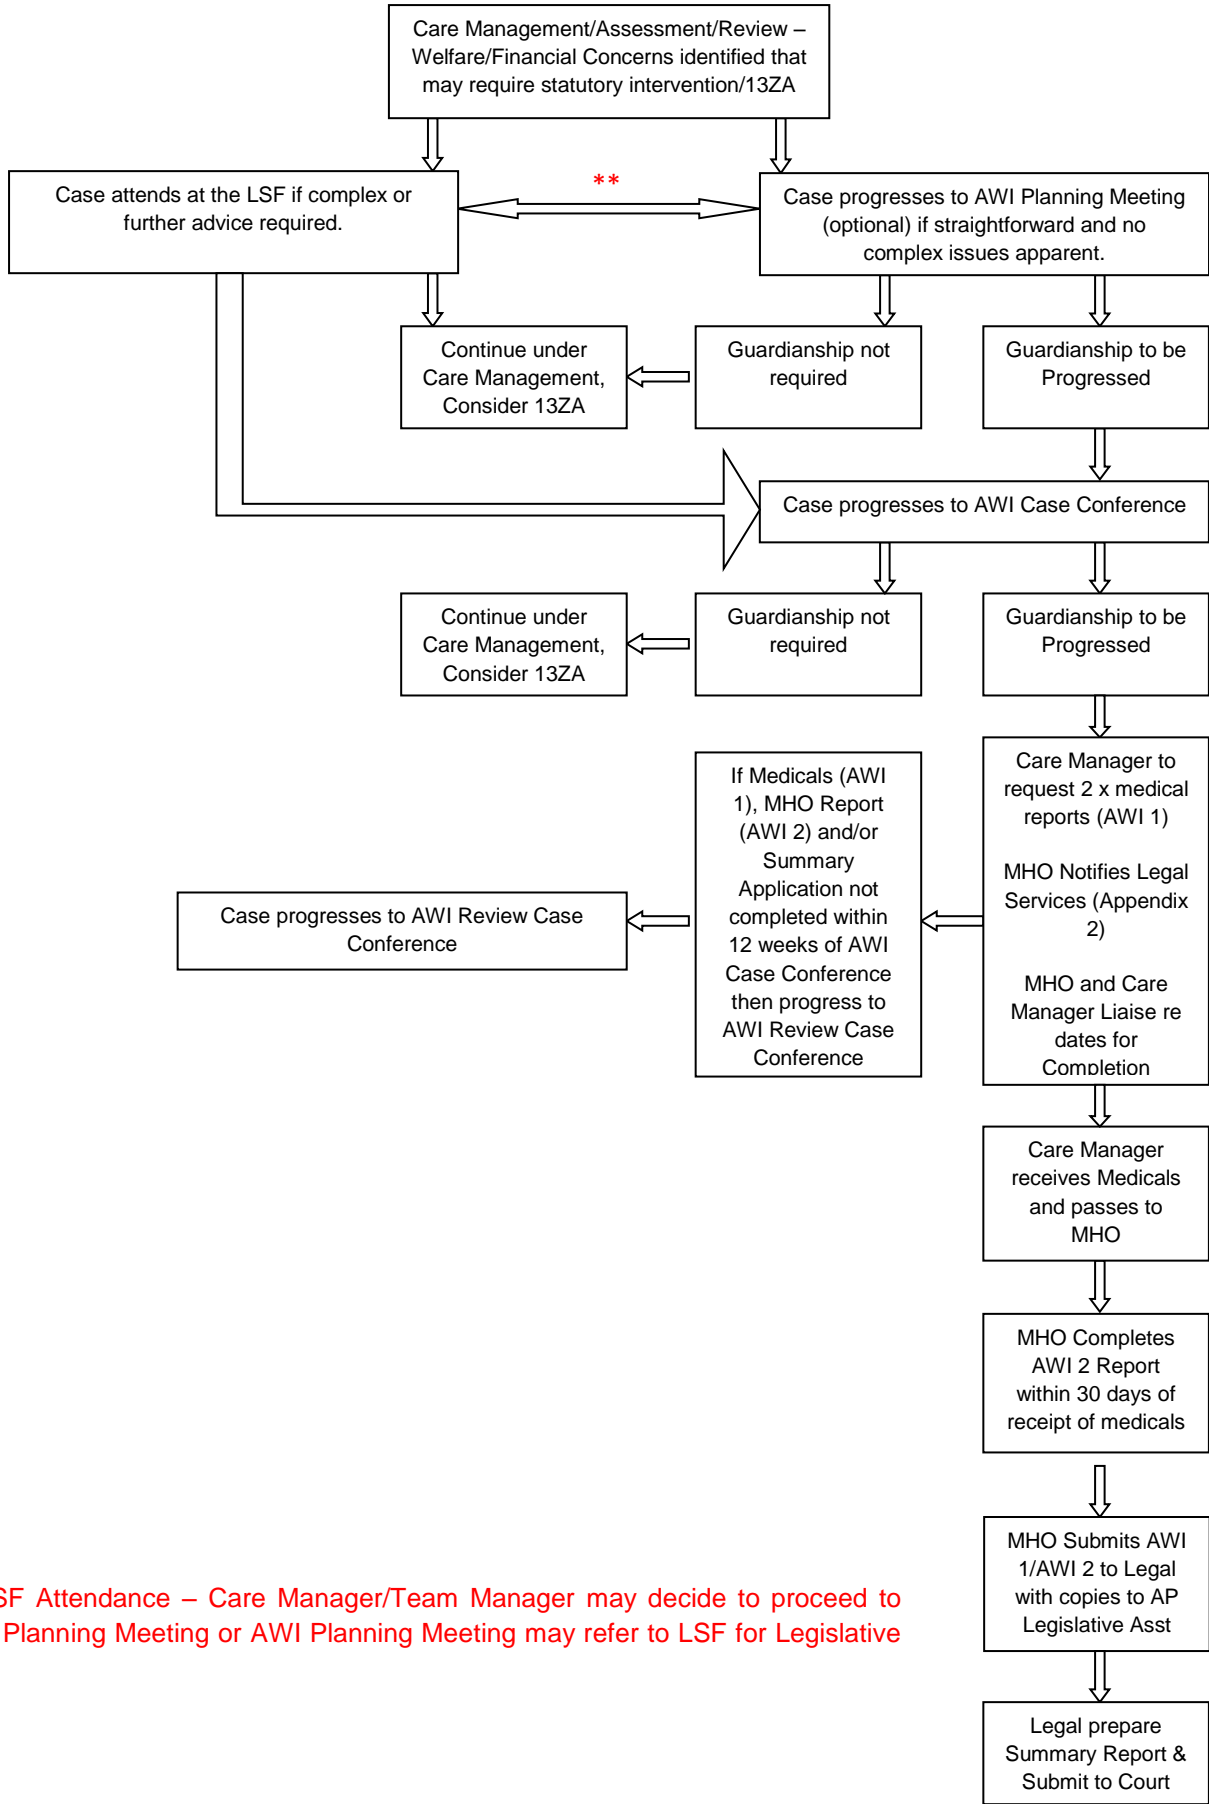 Care Management/Assessment/Review –
Welfare/Financial Concerns identified that
may require statutory intervention/13ZA
Case attends at the LSF if complex or
further advice required.
**
Case progresses to AWI Planning Meeting
(optional) if straightforward and no
complex issues apparent.
Continue under
Care Management,
Consider 13ZA
Guardianship not
required
Guardianship to be
Progressed
Case progresses to AWI Case Conference
Continue under
Care Management,
Consider 13ZA
Guardianship not
required
Guardianship to be
Progressed
Case progresses to AWI Review Case
Conference
If Medicals (AWI
1), MHO Report
(AWI 2) and/or
Summary
Application not
completed within
12 weeks of AWI
Case Conference
then progress to
AWI Review Case
Conference
Care Manager to
request 2 x medical
reports (AWI 1)
MHO Notifies Legal
Services (Appendix
2)
MHO and Care
Manager Liaise re
dates for
Completion
Care Manager
receives Medicals
and passes to
MHO
MHO Completes
AWI 2 Report
within 30 days of
receipt of medicals
MHO Submits AWI
1/AWI 2 to Legal
with copies to AP
Legislative Asst
SF Attendance – Care Manager/Team Manager may decide to proceed to
Planning Meeting or AWI Planning Meeting may refer to LSF for Legislative
Legal prepare
Summary Report &
Submit to Court